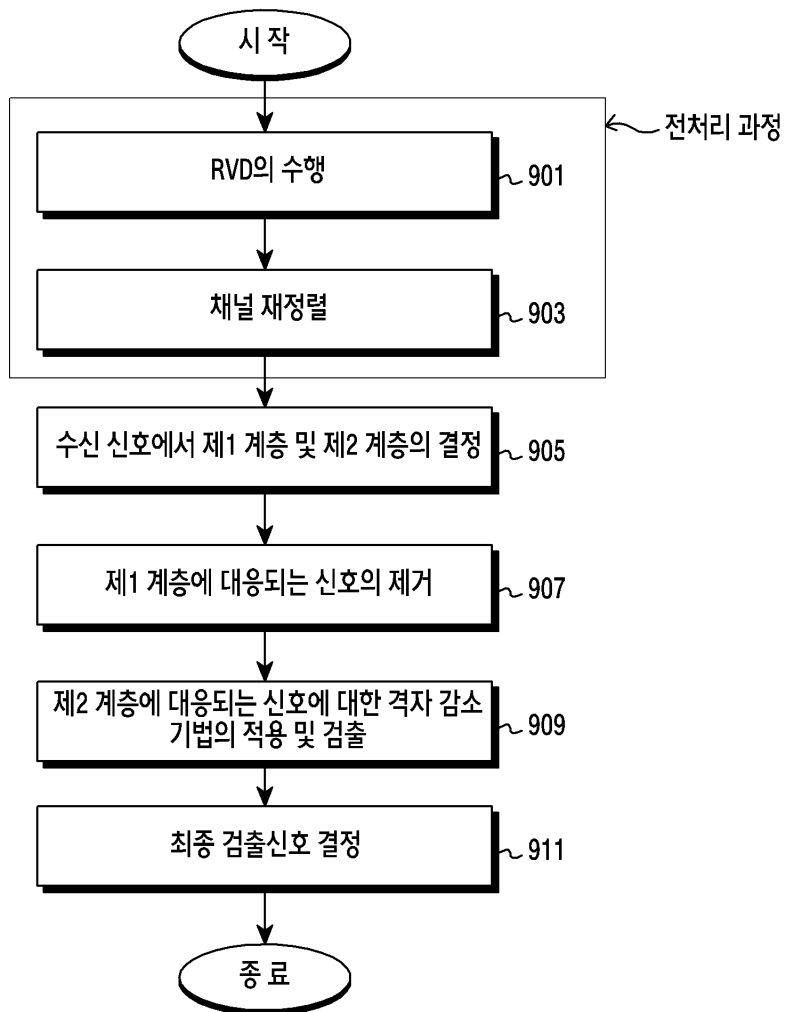 시 작
전처리 과정
RVD의 수행
901
채널 재정렬
903
수신 신호에서 제1 계층 및 제2 계층의 결정
905
제1 계층에 대응되는 신호의 제거
907
제2 계층에 대응되는 신호에 대한 격자 감소
기법의 적용 및 검출
909
최종 검출신호 결정
911
종 료